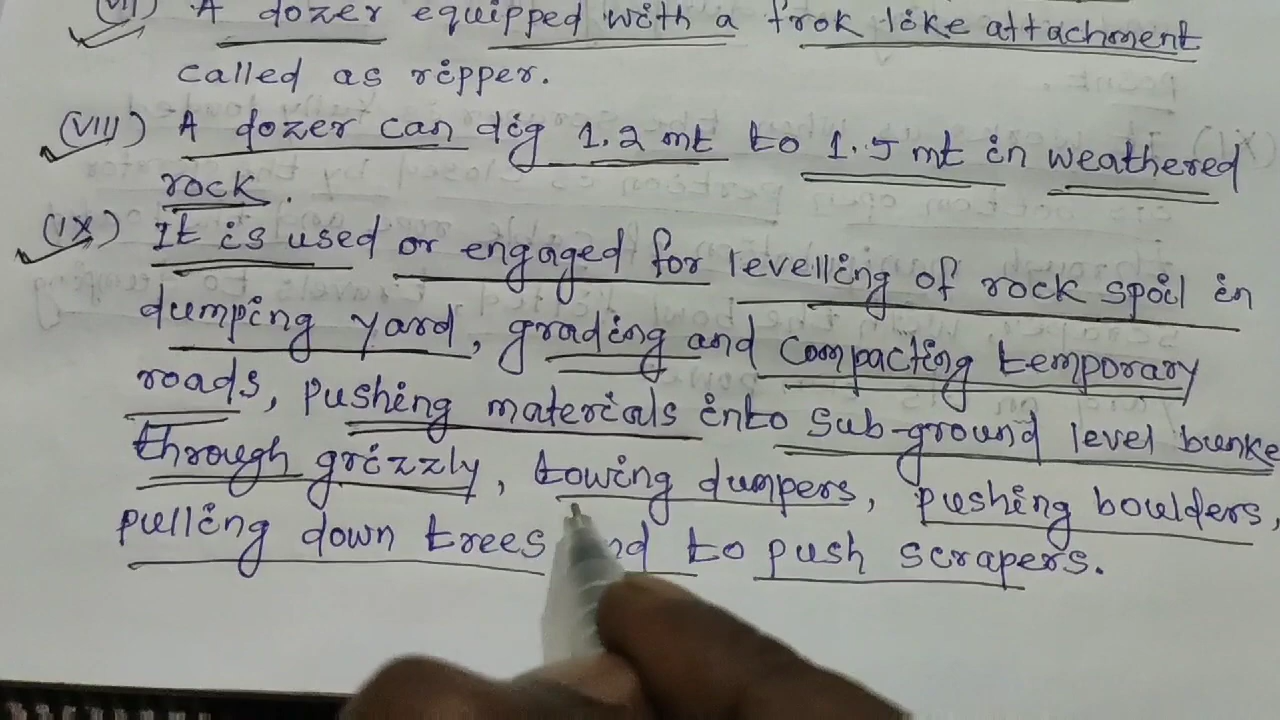 (VII) A dozer equipped with a frok like attachment
called as ripper.
(VIII) A dozer can dig 1.2 mt to 1.5 mt in weathered
rock.
(IX) It is used or engaged for levelling of rock spoil in
dumping yard, grading and compacting temporary
roads, pushing materials into sub-ground level bunke
through grizzly, towing dumpers, pushing boulders,
pulling down trees nd to push scrapers.